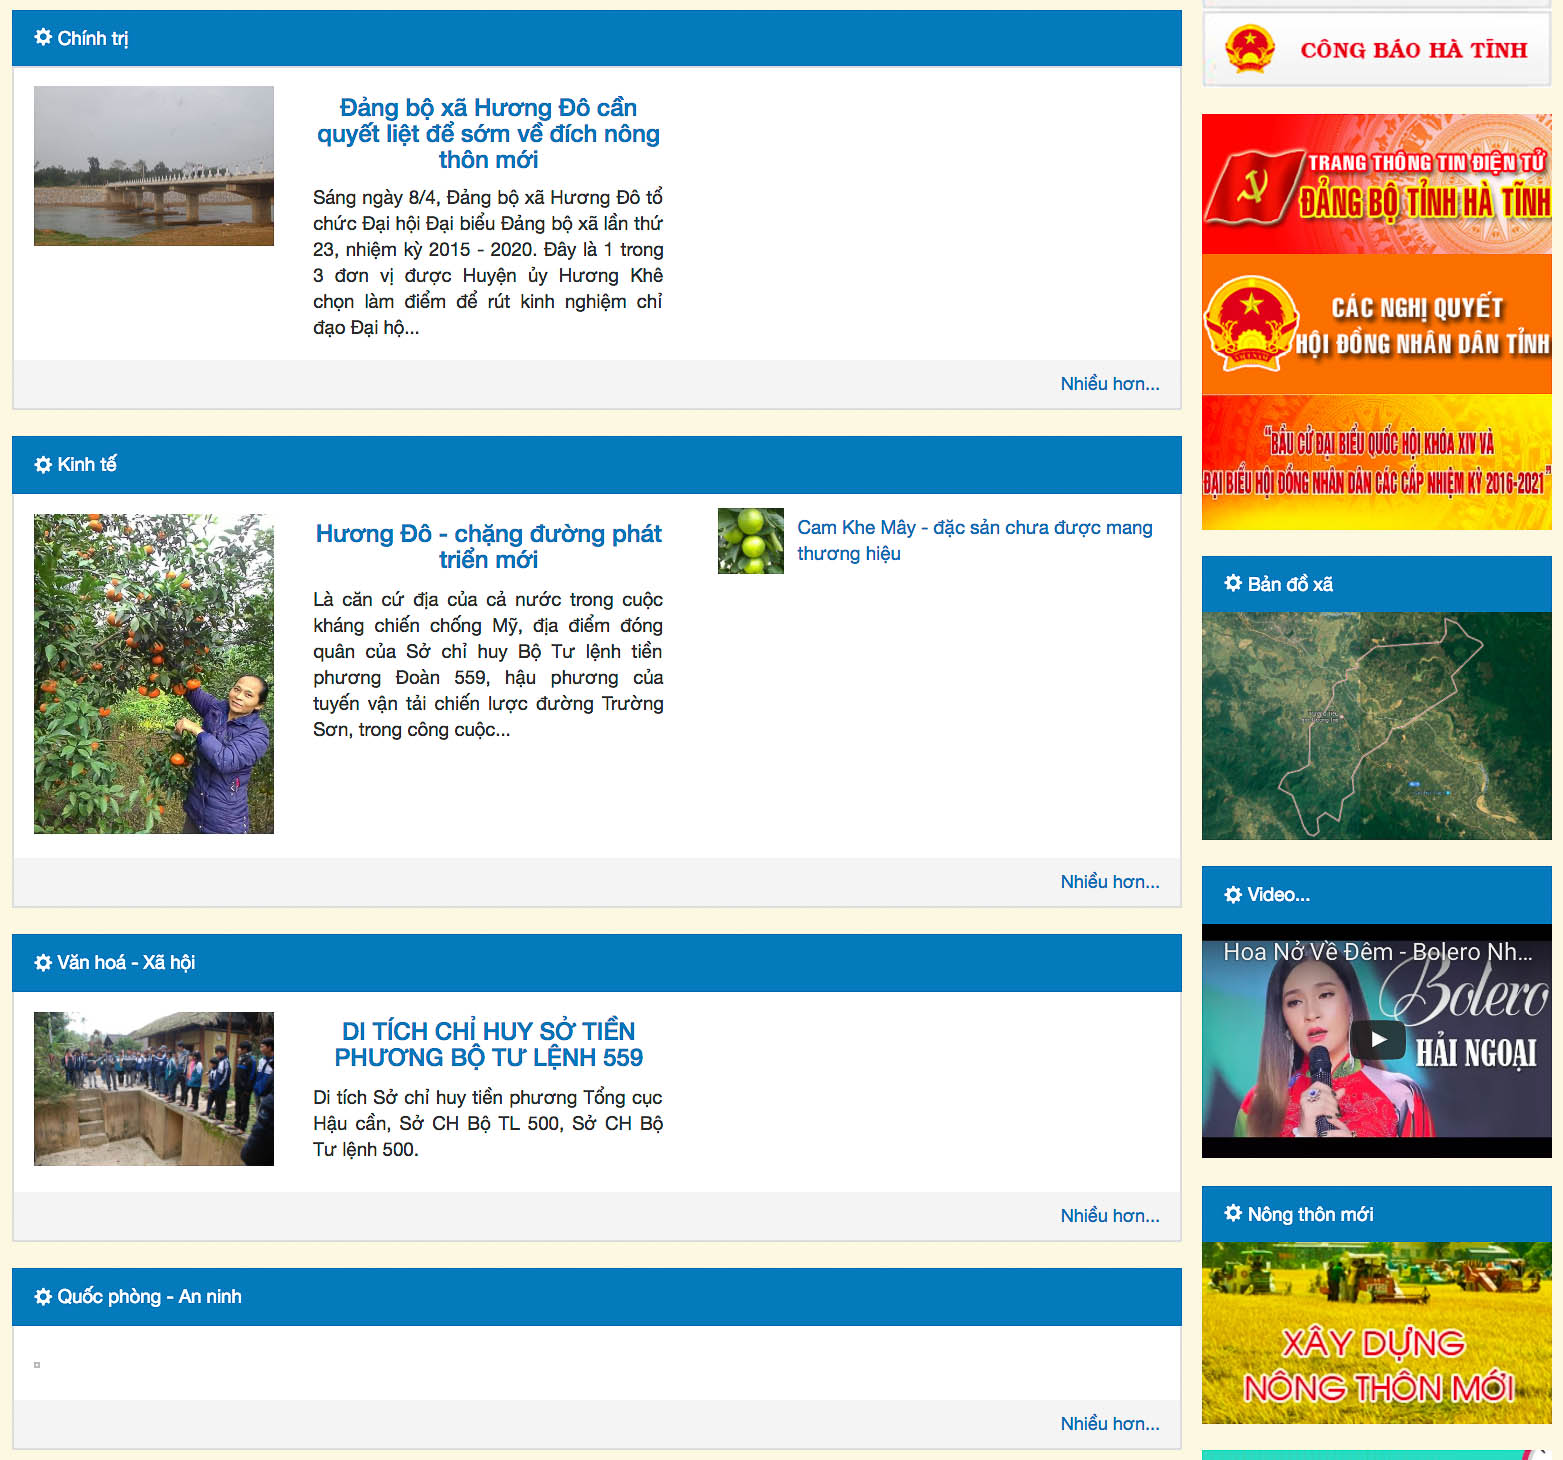 Chính trị
Đảng bộ xã Hương Đô cần
quyết liệt để sớm về đích nông
thôn mới
Sáng ngày 8/4, Đảng bộ xã Hương Đô tổ
chức Đại hội Đại biểu Đảng bộ xã lần thứ
23, nhiệm kỳ 2015 - 2020. Đây là 1 trong
3 đơn vị được Huyện ủy Hương Khê
chọn làm điểm để rút kinh nghiệm chỉ
đạo Đại hộ...
Nhiều hơn...
Kinh tế
Hương Đô - chặng đường phát
triển mới
Là căn cứ địa của cả nước trong cuộc
kháng chiến chống Mỹ, địa điểm đóng
quân của Sở chỉ huy Bộ Tư lệnh tiền
phương Đoàn 559, hậu phương của
tuyến vận tải chiến lược đường Trường
Sơn, trong công cuộc...
Cam Khe Mây - đặc sản chưa được mang
thương hiệu
Nhiều hơn...
Văn hoá - Xã hội
DI TÍCH CHỈ HUY SỞ TIỀN
PHƯƠNG BỘ TƯ LỆNH 559
Di tích Sở chỉ huy tiền phương Tổng cục
Hậu cần, Sở CH Bộ TL 500, Sở CH Bộ
Tư lệnh 500.
Nhiều hơn...
Quốc phòng - An ninh
Nhiều hơn...
CÔNG BÁO HÀ TĨNH
TRANG THÔNG TIN ĐIỆN TỬ
ĐẢNG BỘ TỈNH HÀ TĨNH
CÁC NGHỊ QUYẾT
HỘI ĐỒNG NHÂN DÂN TỈNH
“BẦU CỬ ĐẠI BIỂU QUỐC HỘI KHÓA XIV VÀ
ĐẠI BIỂU HỘI ĐỒNG NHÂN DÂN CÁC CẤP NHIỆM KỲ 2016-2021”
Bản đồ xã
Video...
Hoa Nở Về Đêm - Bolero Nh...
Bolero
HẢI NGOẠI
Nông thôn mới
XÂY DỰNG
NÔNG THÔN MỚI